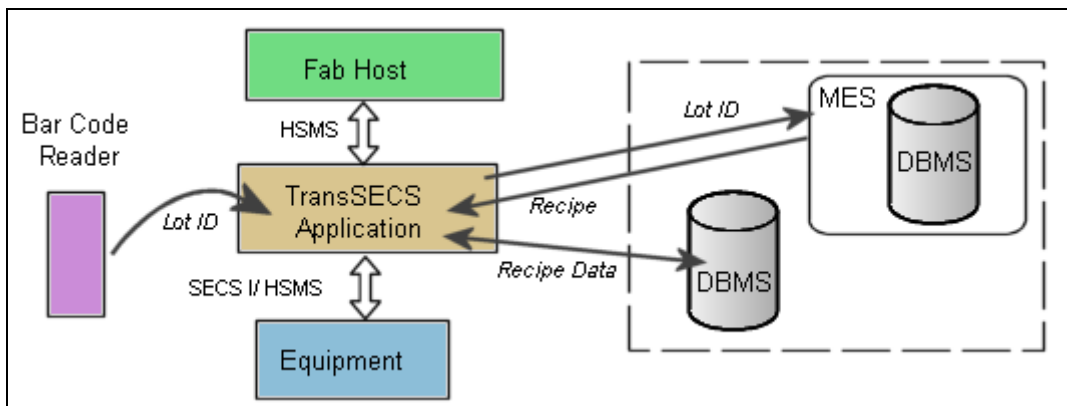 Fab Host
Bar Code
Reader
HSMS
Lot ID
MES
DBMS
TransSECS
Application
Lot ID
Recipe
Recipe Data
DBMS
SECS I/ HSMS
Equipment